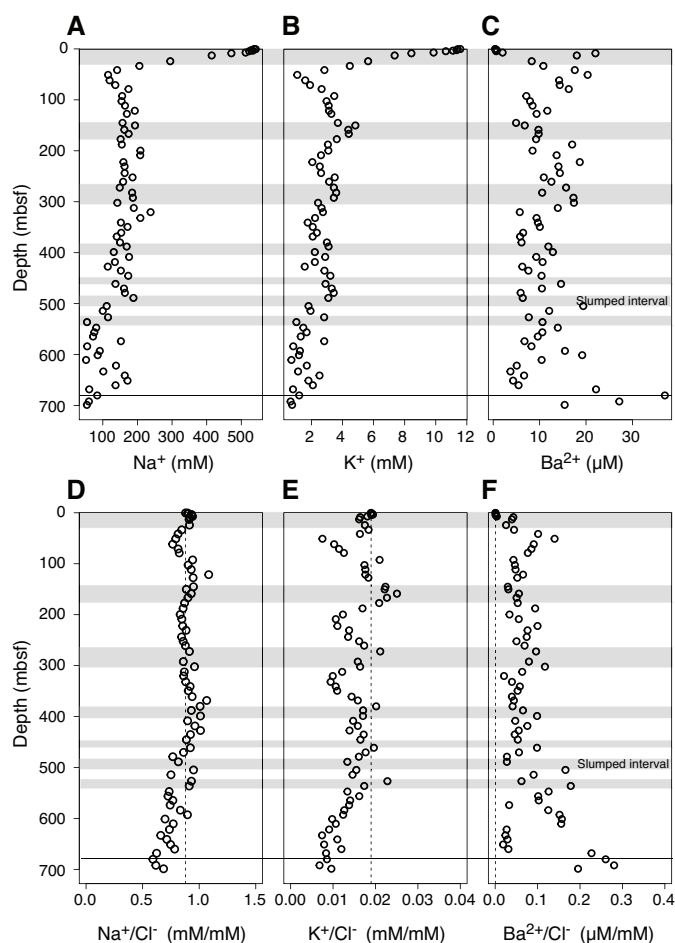 A B C
0
100
200
300
400
500
600
700
Depth (mbsf)
Slumped interval
100 200 300 400 500
2 4 6 8 10 12
0 10 20 30
Na⁺ (mM) K⁺ (mM) Ba²⁺ (µM)
D E F
0
100
200
300
400
500
600
700
Depth (mbsf)
Slumped interval
0.0 0.5 1.0 1.5
0.00 0.01 0.02 0.03 0.04
0.0 0.1 0.2 0.3 0.4
Na⁺/Cl⁻ (mM/mM) K⁺/Cl⁻ (mM/mM) Ba²⁺/Cl⁻ (µM/mM)